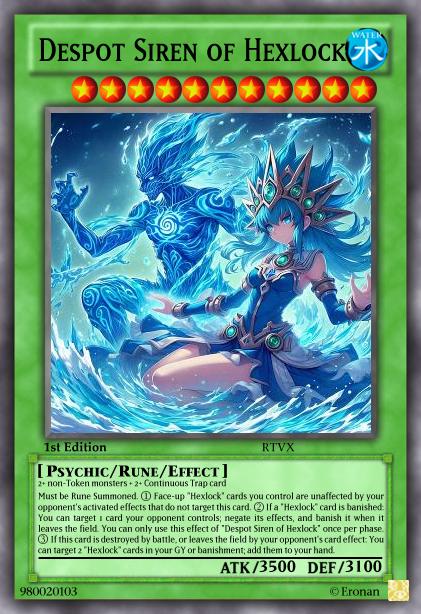 DESPOT SIREN OF HEXLOCK
WATER
水
1st Edition RTVX
[ PSYCHIC/RUNE/EFFECT ]
2+ non-Token monsters + 2+ Continuous Trap card
Must be Rune Summoned. ① Face-up "Hexlock" cards you control are unaffected by your
opponent's activated effects that do not target this card. ② If a "Hexlock" card is banished:
You can target 1 card your opponent controls; negate its effects, and banish it when it
leaves the field. You can only use this effect of "Despot Siren of Hexlock" once per phase.
③ If this card is destroyed by battle, or leaves the field by your opponent's card effect: You
can target 2 "Hexlock" cards in your GY or banishment; add them to your hand.
ATK/3500 DEF/3100
980020103 © Eronan